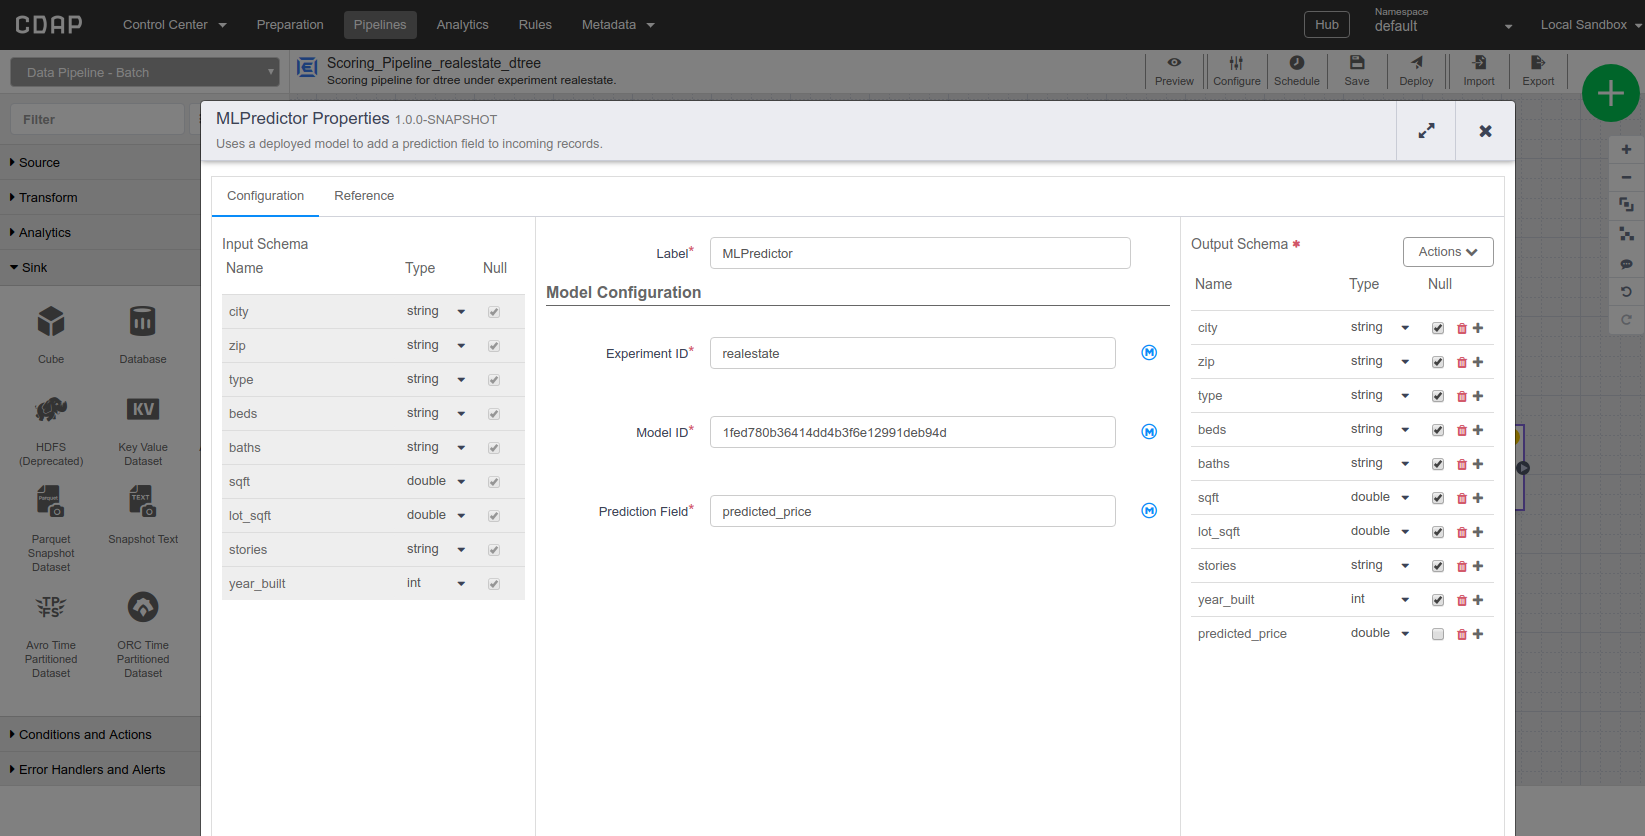 CDAP Control Center Preparation Pipelines Analytics Rules Metadata Hub Namespace default Local Sandbox
Data Pipeline - Batch
Scoring_Pipeline_realestate_dtree
Scoring pipeline for dtree under experiment realestate.
Preview Configure Schedule Save Deploy Import Export
Filter
Source
Transform
Analytics
Sink
Cube Database
HDFS (Deprecated)
KV
Key Value Dataset
Parquet
Parquet Snapshot Dataset
TEXT
Snapshot Text
TP FS
Avro Time Partitioned Dataset
ORC Time Partitioned Dataset
Conditions and Actions
Error Handlers and Alerts
MLPredictor Properties 1.0.0-SNAPSHOT
Uses a deployed model to add a prediction field to incoming records.
Configuration Reference
Input Schema
Name Type Null
city string
zip string
type string
beds string
baths string
sqft double
lot_sqft double
stories string
year_built int
Label* MLPredictor
Model Configuration
Experiment ID* realestate M
Model ID* 1fed780b36414dd4b3f6e12991deb94d M
Prediction Field* predicted_price M
Output Schema * Actions
Name Type Null
city string
zip string
type string
beds string
baths string
sqft double
lot_sqft double
stories string
year_built int
predicted_price double